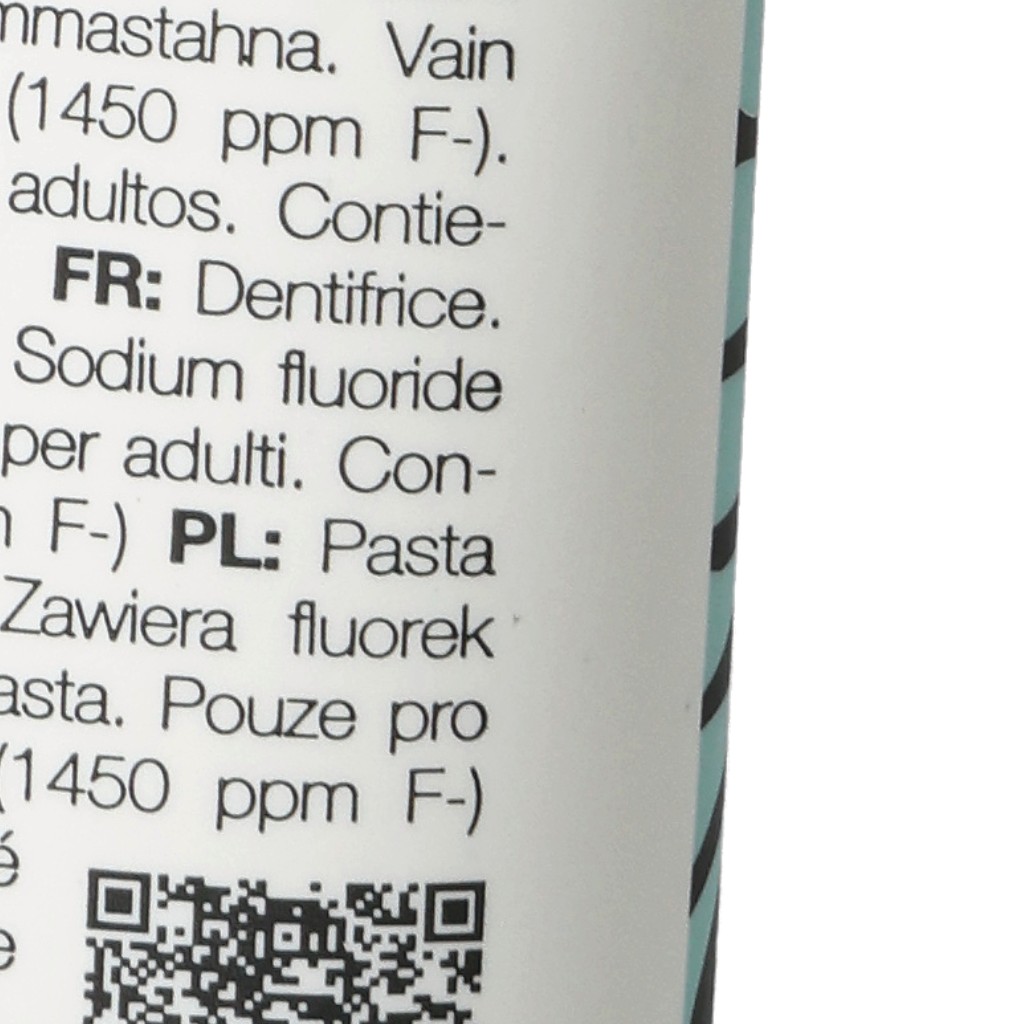 mmastahna. Vain
(1450 ppm F-).
adultos. Contie-
FR: Dentifrice.
Sodium fluoride
per adulti. Con-
F-) PL: Pasta
Zawiera fluorek
asta. Pouze pro
(1450 ppm F-)
é
e